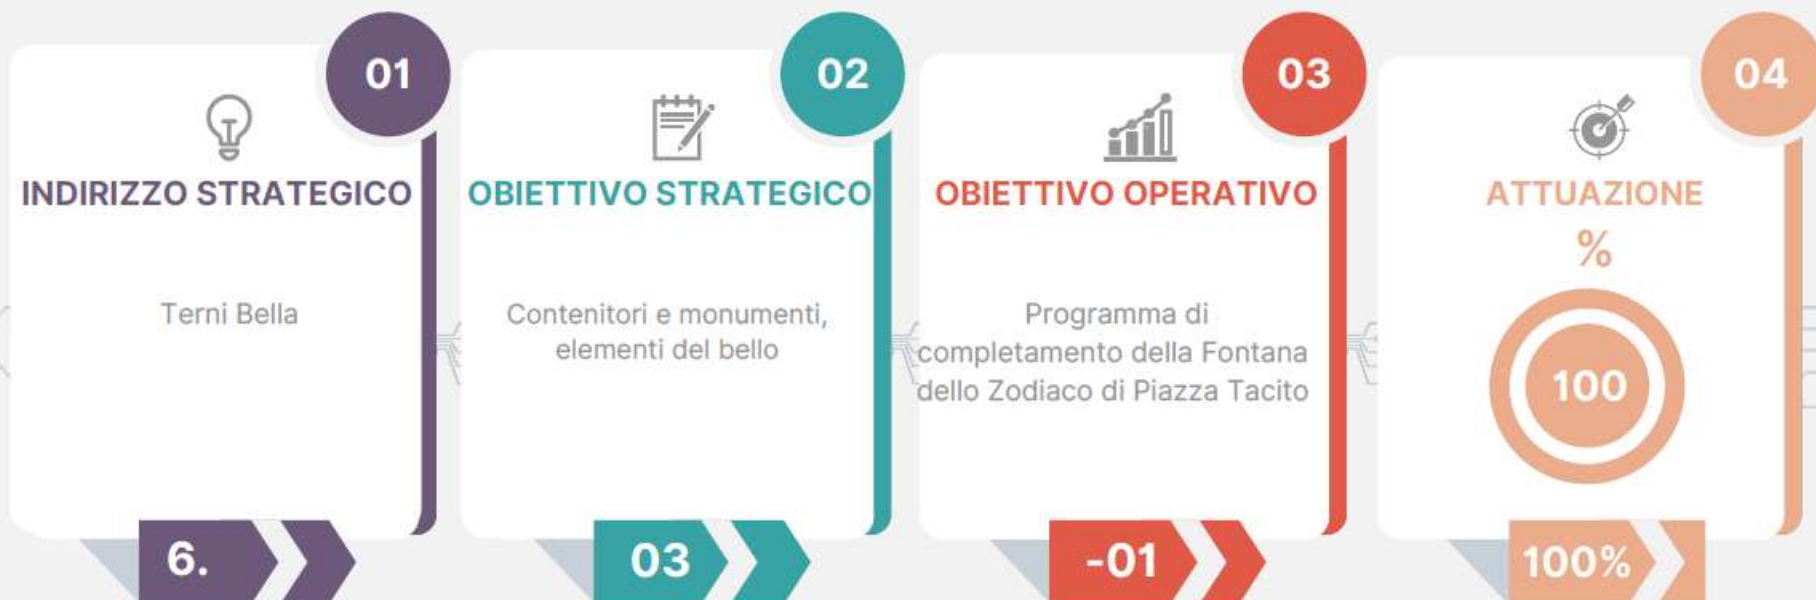 01
INDIRIZZO STRATEGICO
Terni Bella
6.
02
OBIETTIVO STRATEGICO
Contenitori e monumenti,
elementi del bello
03
03
OBIETTIVO OPERATIVO
Programma di
completamento della Fontana
dello Zodiaco di Piazza Tacito
-01
04
ATTUAZIONE
%
100
100%